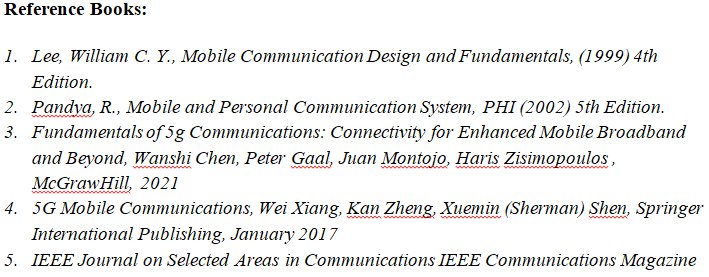 Reference Books:
1. Lee, William C. Y., Mobile Communication Design and Fundamentals, (1999) 4th
Edition.
2. Pandya, R., Mobile and Personal Communication System, PHI (2002) 5th Edition.
3. Fundamentals of 5g Communications: Connectivity for Enhanced Mobile Broadband
and Beyond, Wanshi Chen, Peter Gaal, Juan Montojo, Haris Zisimopoulos ,
McGrawHill, 2021
4. 5G Mobile Communications, Wei Xiang, Kan Zheng, Xuemin (Sherman) Shen, Springer
International Publishing, January 2017
5. IEEE Journal on Selected Areas in Communications IEEE Communications Magazine